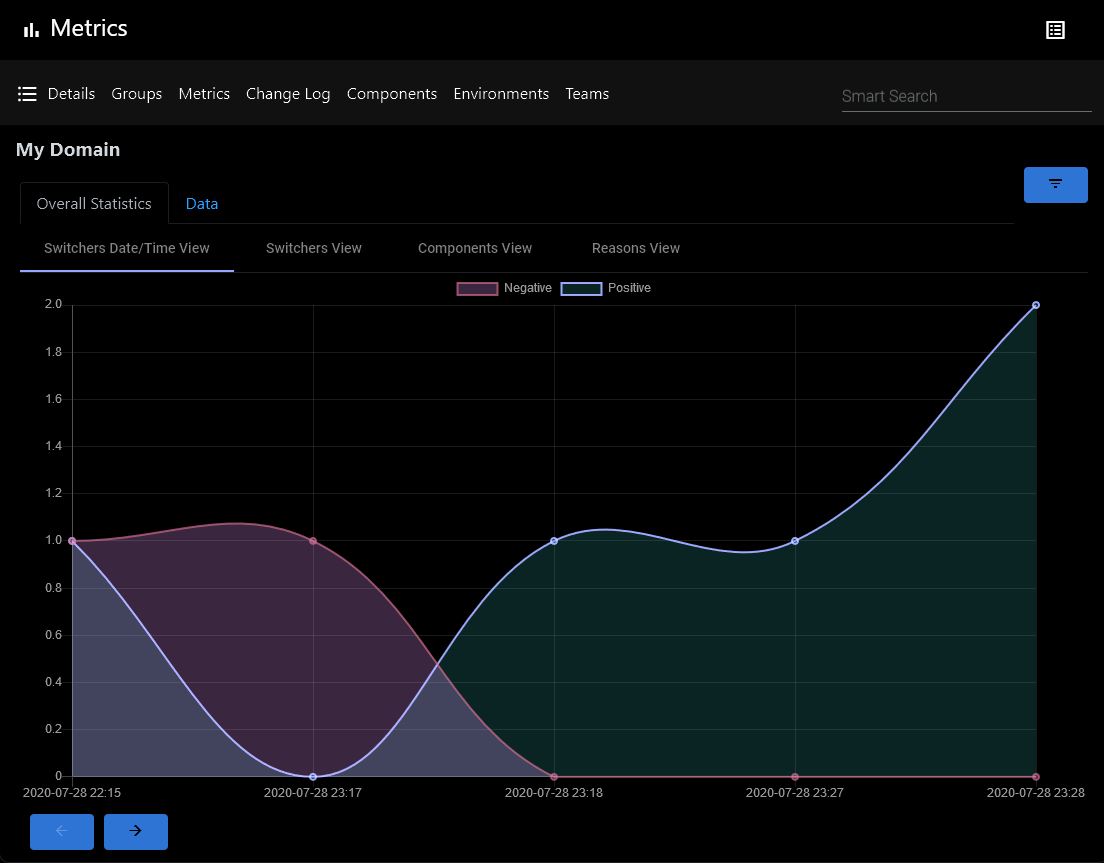 Metrics
Details Groups Metrics Change Log Components Environments Teams Smart Search
My Domain
Overall Statistics Data
Switchers Date/Time View Switchers View Components View Reasons View
Negative Positive
2.0
1.8
1.6
1.4
1.2
1.0
0.8
0.6
0.4
0.2
0
2020-07-28 22:15 2020-07-28 23:17 2020-07-28 23:18 2020-07-28 23:27 2020-07-28 23:28